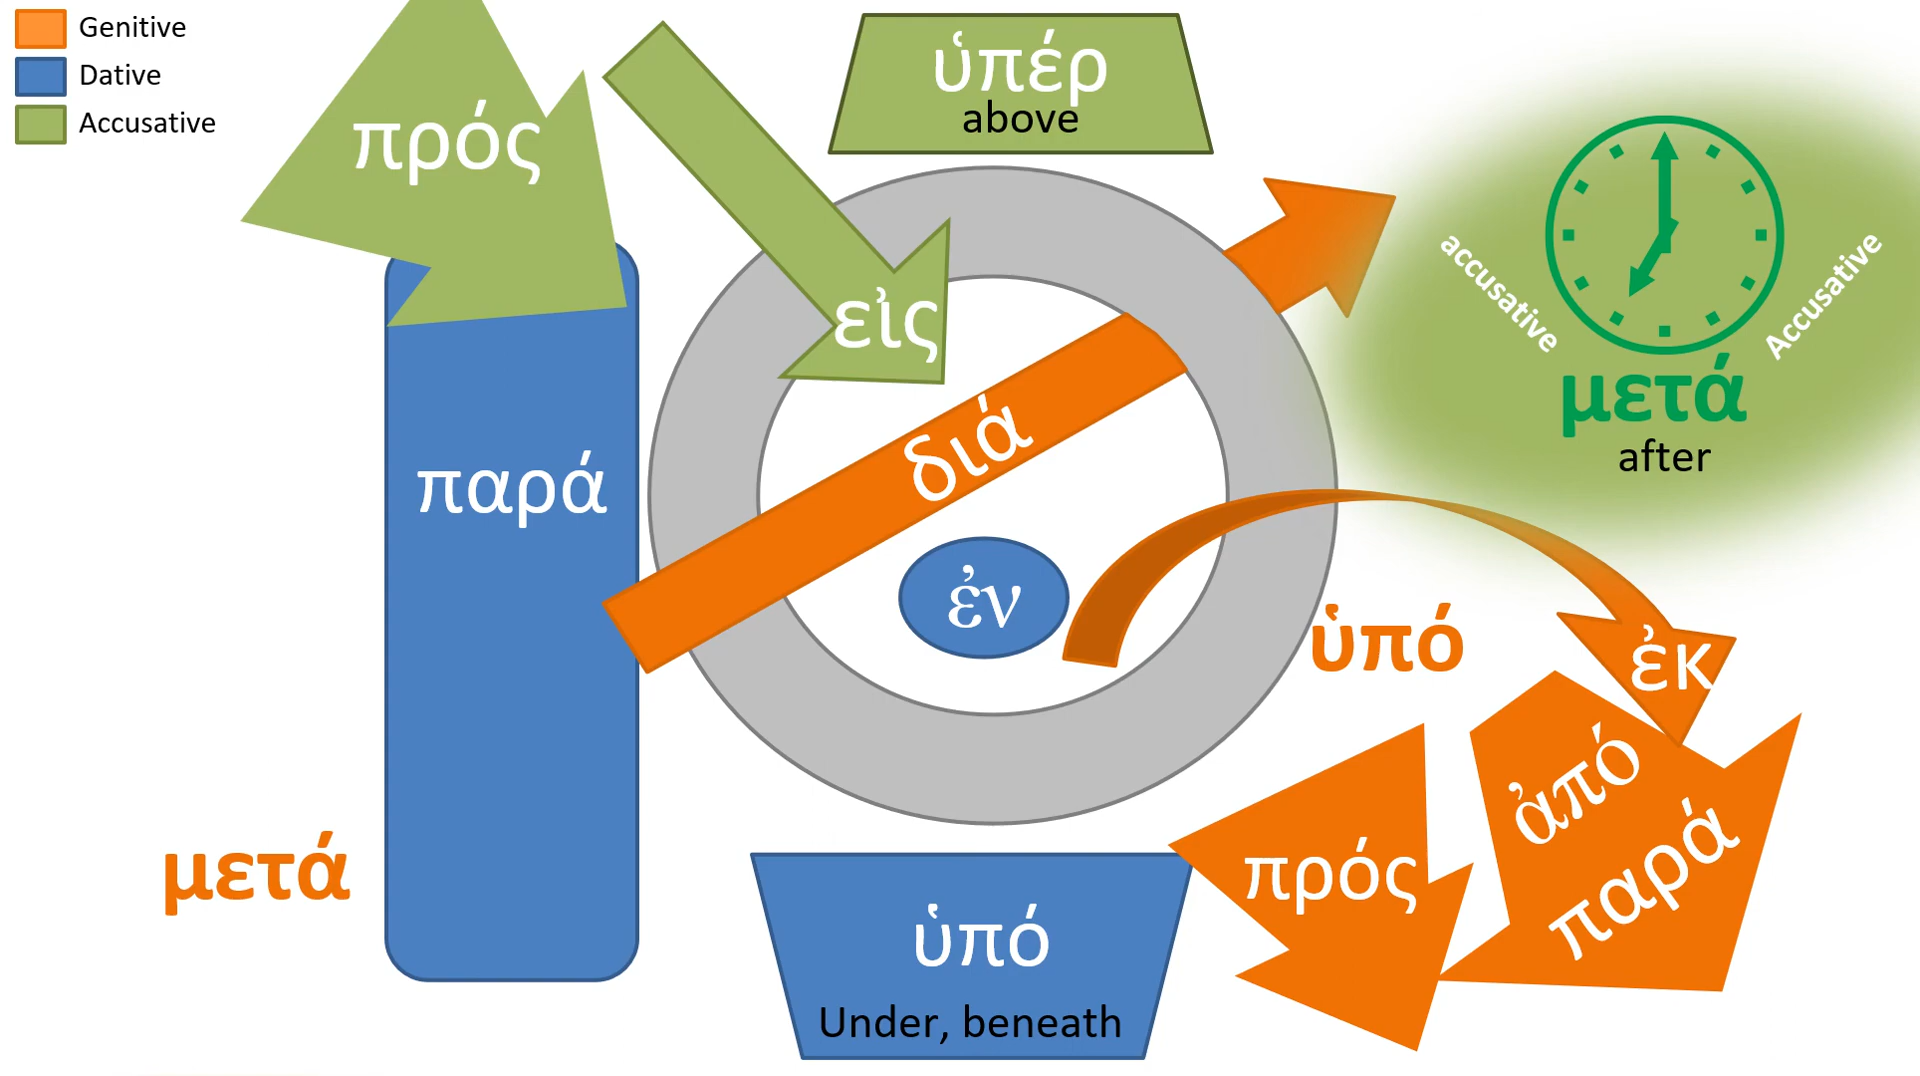 Genitive
Dative
Accusative
πρός
ὑπέρ
above
εἰς
accusative
Accusative
μετά
after
διά
παρά
ἐν
ὑπό
ἐκ
ἀπό
παρά
πρός
μετά
ὑπό
Under, beneath